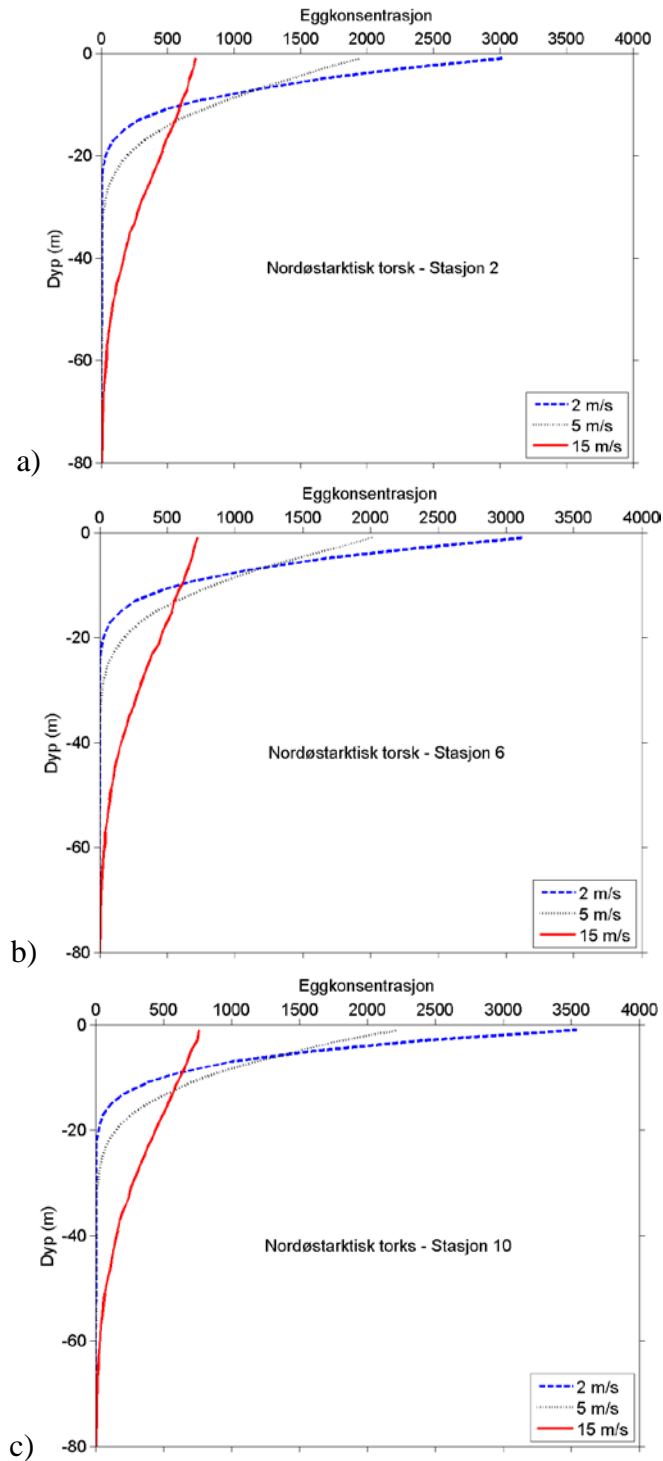 Eggkonsentrasjon
0 500 1000 1500 2000 2500 3000 3500 4000
0
-20
-40
-60
-80
Dyp (m)
Nordøstarktisk torsk - Stasjon 2
2 m/s
5 m/s
15 m/s
a)
Eggkonsentrasjon
0 500 1000 1500 2000 2500 3000 3500 4000
0
-20
-40
-60
-80
Dyp (m)
Nordøstarktisk torsk - Stasjon 6
2 m/s
5 m/s
15 m/s
b)
Eggkonsentrasjon
0 500 1000 1500 2000 2500 3000 3500 4000
0
-20
-40
-60
-80
Dyp (m)
Nordøstarktisk torks - Stasjon 10
2 m/s
5 m/s
15 m/s
c)